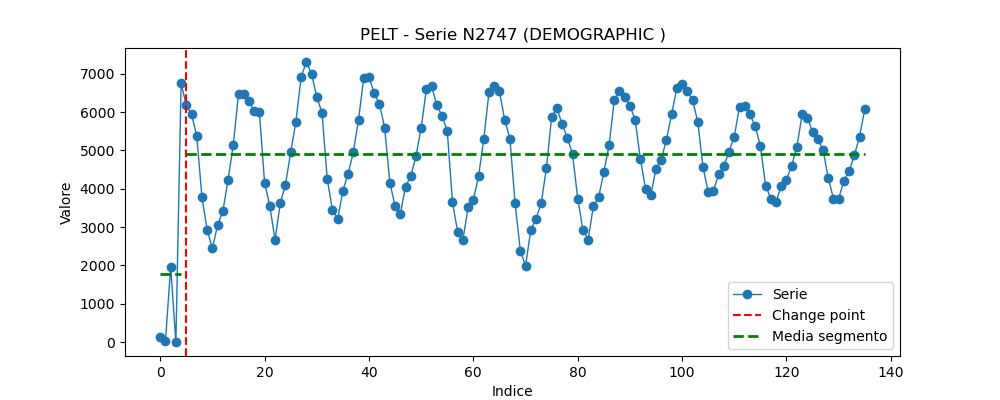 PELT - Serie N2747 (DEMOGRAPHIC )
Valore
7000
6000
5000
4000
3000
2000
1000
0
Serie
Change point
Media segmento
0 20 40 60 80 100 120 140
Indice